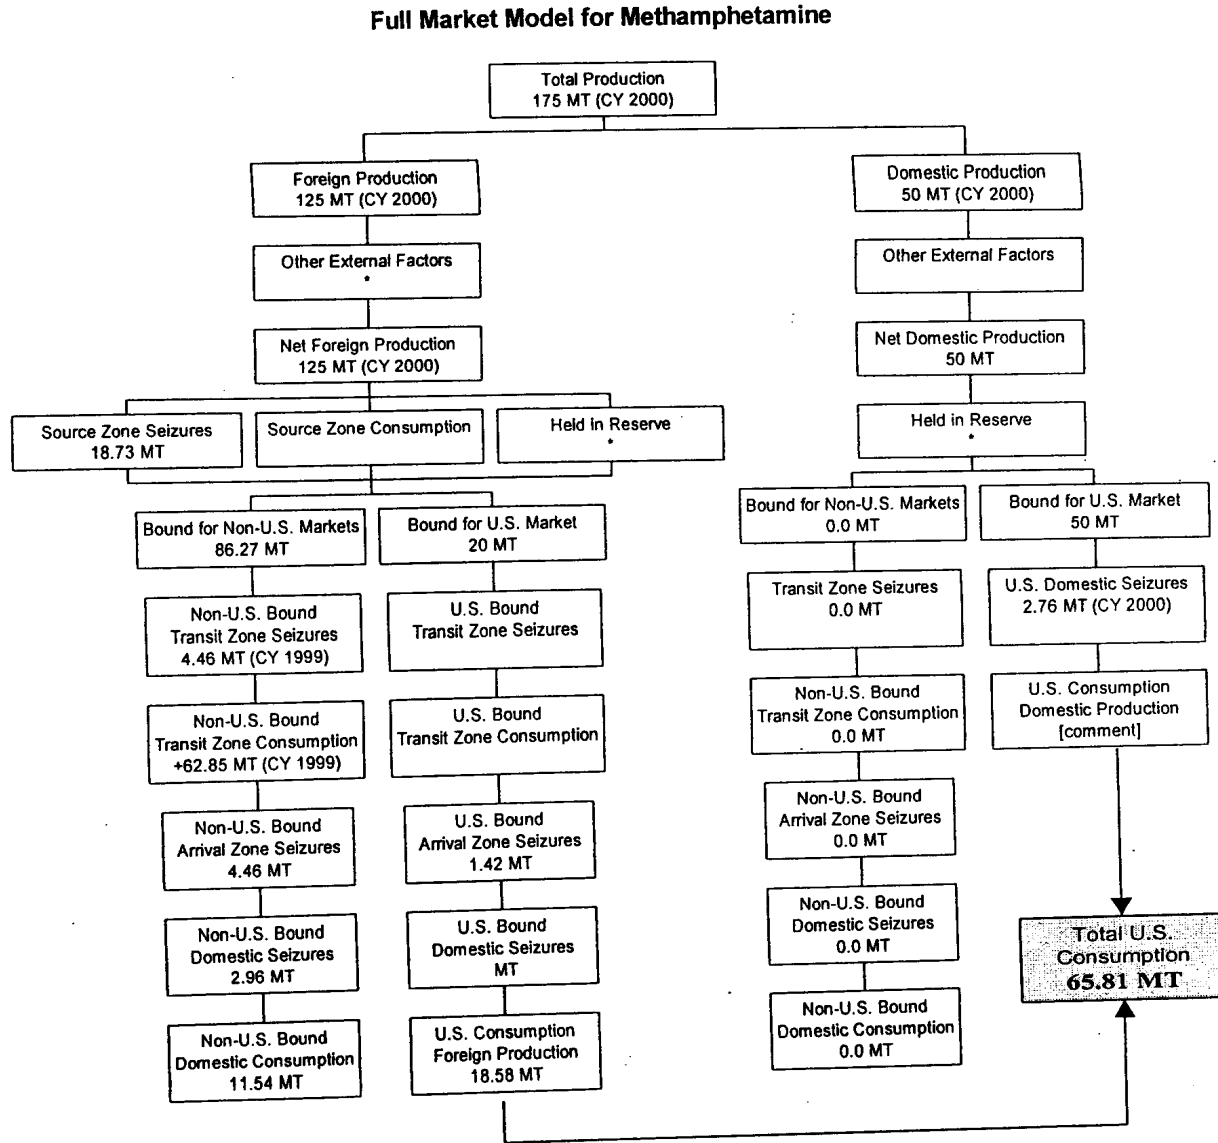 Full Market Model for Methamphetamine
Total Production
175 MT (CY 2000)
Foreign Production
125 MT (CY 2000)
Domestic Production
50 MT (CY 2000)
Other External Factors
*
Other External Factors
Net Foreign Production
125 MT (CY 2000)
Net Domestic Production
50 MT
Source Zone Seizures
18.73 MT
Source Zone Consumption
Held in Reserve
*
Held in Reserve
*
Bound for Non-U.S. Markets
86.27 MT
Bound for U.S. Market
20 MT
Bound for Non-U.S. Markets
0.0 MT
Bound for U.S. Market
50 MT
Non-U.S. Bound
Transit Zone Seizures
4.46 MT (CY 1999)
U.S. Bound
Transit Zone Seizures
Transit Zone Seizures
0.0 MT
U.S. Domestic Seizures
2.76 MT (CY 2000)
Non-U.S. Bound
Transit Zone Consumption
+62.85 MT (CY 1999)
U.S. Bound
Transit Zone Consumption
Non-U.S. Bound
Transit Zone Consumption
0.0 MT
U.S. Consumption
Domestic Production
[comment]
Non-U.S. Bound
Arrival Zone Seizures
4.46 MT
U.S. Bound
Arrival Zone Seizures
1.42 MT
Non-U.S. Bound
Arrival Zone Seizures
0.0 MT
Non-U.S. Bound
Domestic Seizures
2.96 MT
U.S. Bound
Domestic Seizures
MT
Non-U.S. Bound
Domestic Seizures
0.0 MT
Total U.S.
Consumption
65.81 MT
Non-U.S. Bound
Domestic Consumption
11.54 MT
U.S. Consumption
Foreign Production
18.58 MT
Non-U.S. Bound
Domestic Consumption
0.0 MT